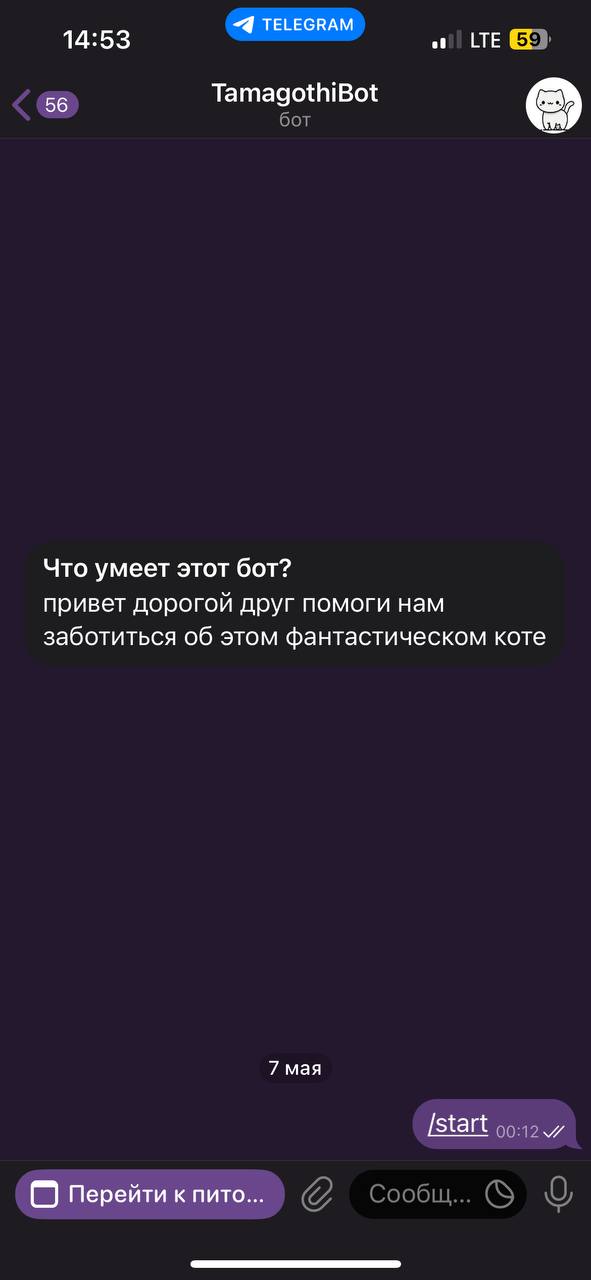 14:53
TELEGRAM
LTE
59
56
TamagothiBot
бот
Что умеет этот бот?
привет дорогой друг помоги нам
заботиться об этом фантастическом коте
7 мая
/start 00:12
Перейти к пито...
Сообщ...